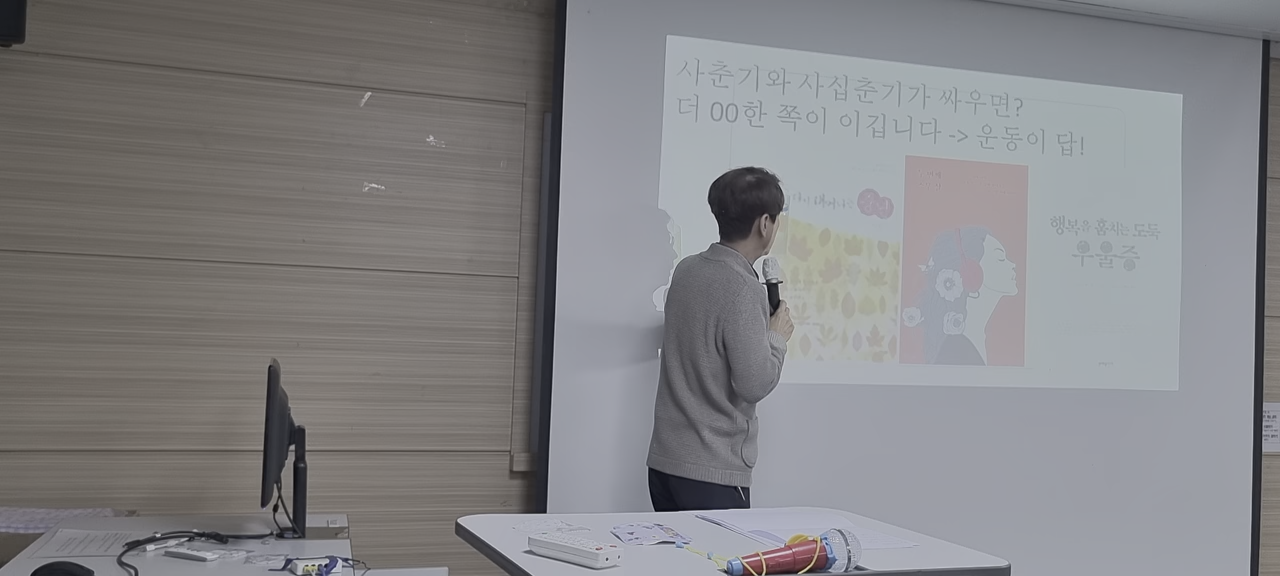 사춘기와 사십춘기가 싸우면?
더 00한 쪽이 이깁니다 -> 운동이 답!
행복을 훔치는 도둑
우울증